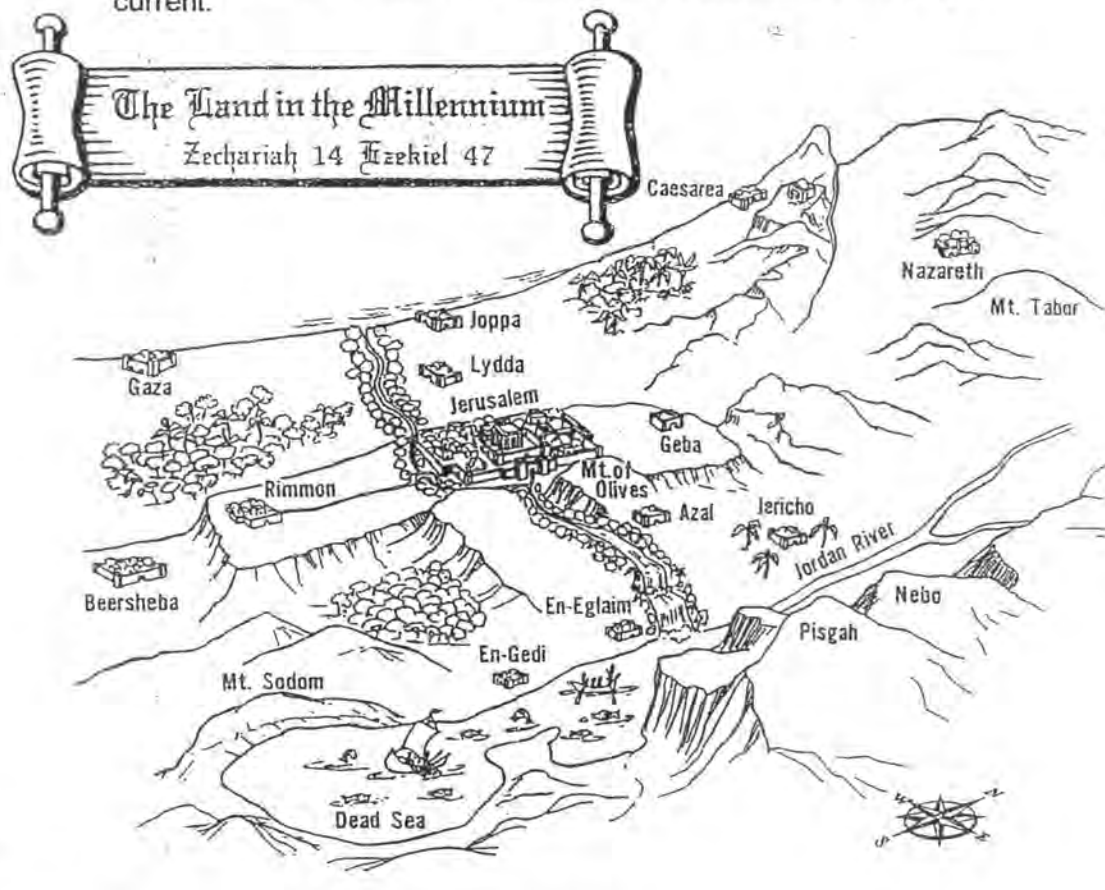 current.
The Land in the Millennium
Zechariah 14 Ezekiel 47
Caesarea
Nazareth
Mt. Tabor
Joppa
Gaza
Lydda
Jerusalem
Geba
Mt. of
Olives
Rimmon
Azal
Jericho
Jordan River
Beersheba
En-Eglaim
Nebo
Pisgah
En-Gedi
Mt. Sodom
Dead Sea
W
N
S
E